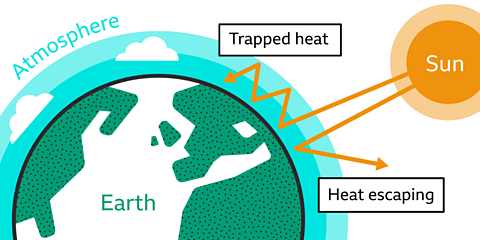 Atmosphere
Trapped heat
Sun
Earth
Heat escaping